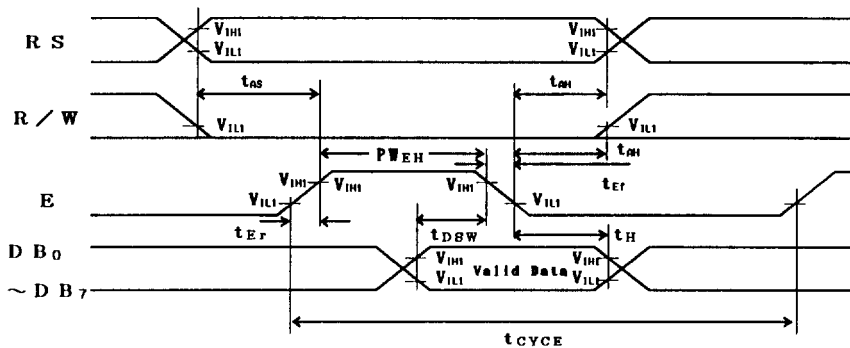 R S
V_IH1
V_IL1
V_IH1
V_IL1
t_AS
t_AH
R / W
V_IL1
V_IL1
PW_EH
t_AH
t_Ef
E
V_IL1
V_IH1
V_IH1
V_IH1
V_IL1
t_Er
t_DSW
t_H
D B_0
~D B_7
V_IH1
V_IL1
Valid Data
V_IH1
V_IL1
t_CYCE